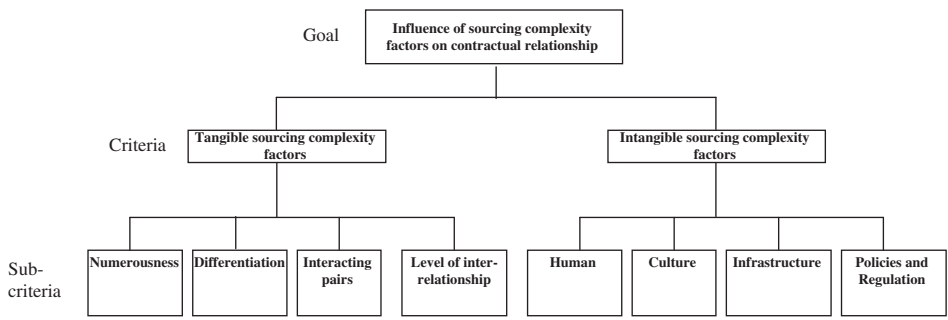 Goal
Influence of sourcing complexity
factors on contractual relationship
Criteria
Tangible sourcing complexity
factors
Intangible sourcing complexity
factors
Sub-
criteria
Numerousness
Differentiation
Interacting
pairs
Level of inter-
relationship
Human
Culture
Infrastructure
Policies and
Regulation